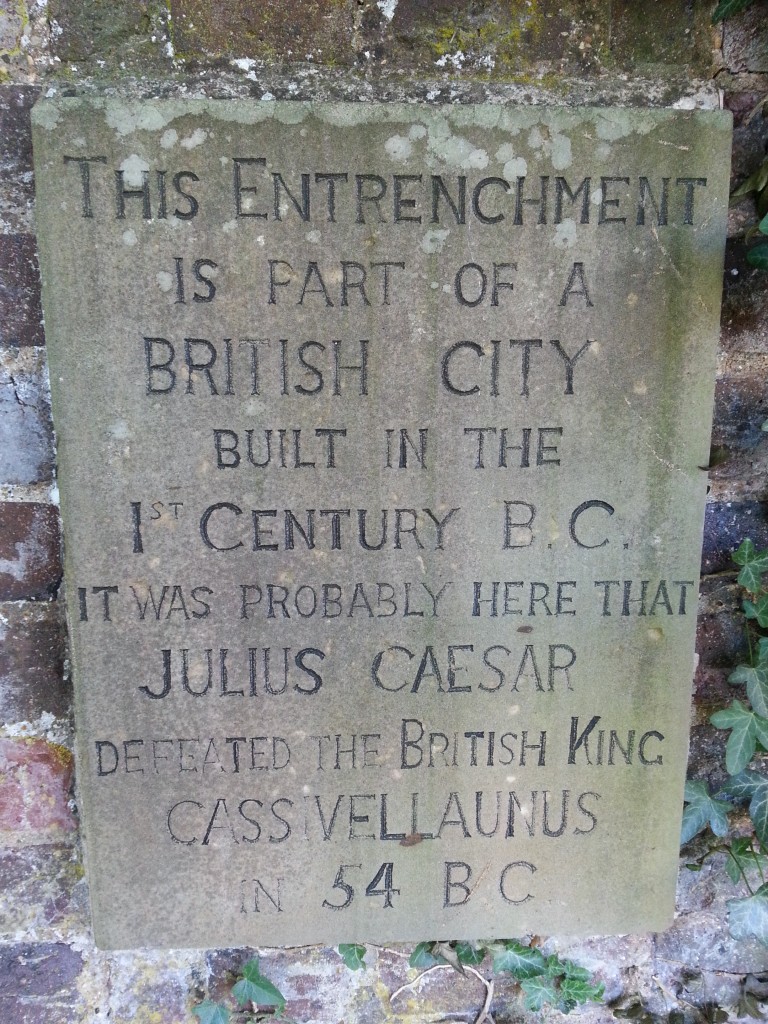 THIS ENTRENCHMENT
IS PART OF A
BRITISH CITY
BUILT IN THE
1ST CENTURY B.C.
IT WAS PROBABLY HERE THAT
JULIUS CAESAR
DEFEATED THE BRITISH KING
CASSIVELLAUNUS
IN 54 B C